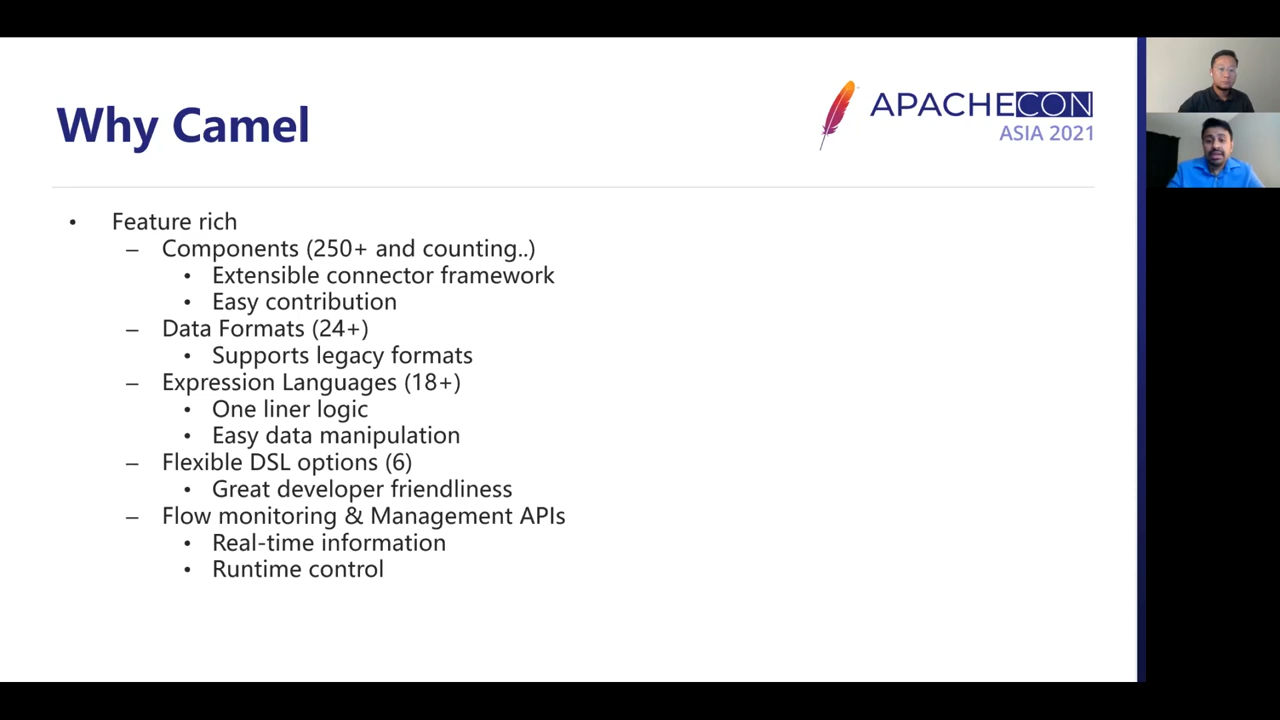 Why Camel
APACHECON
ASIA 2021
• Feature rich
– Components (250+ and counting..)
• Extensible connector framework
• Easy contribution
– Data Formats (24+)
• Supports legacy formats
– Expression Languages (18+)
• One liner logic
• Easy data manipulation
– Flexible DSL options (6)
• Great developer friendliness
– Flow monitoring & Management APIs
• Real-time information
• Runtime control